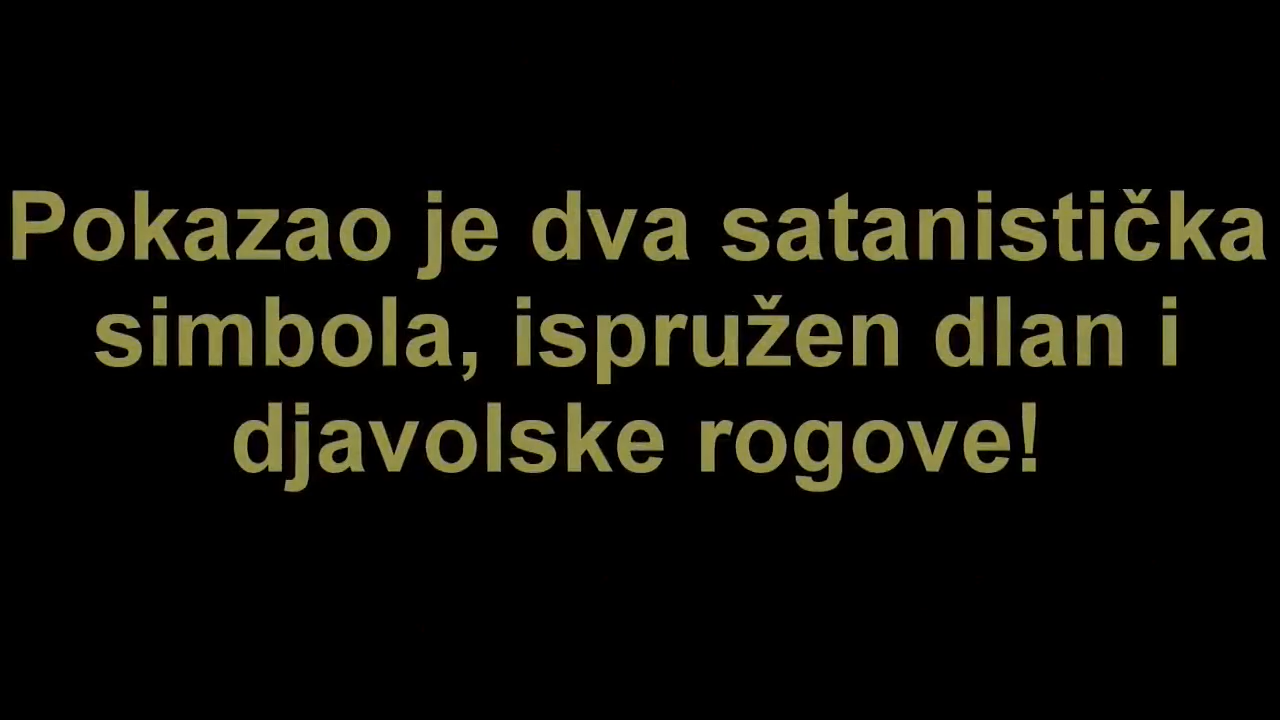 Pokazao je dva satanistička
simbola, ispružen dlan i
djavolske rogove!